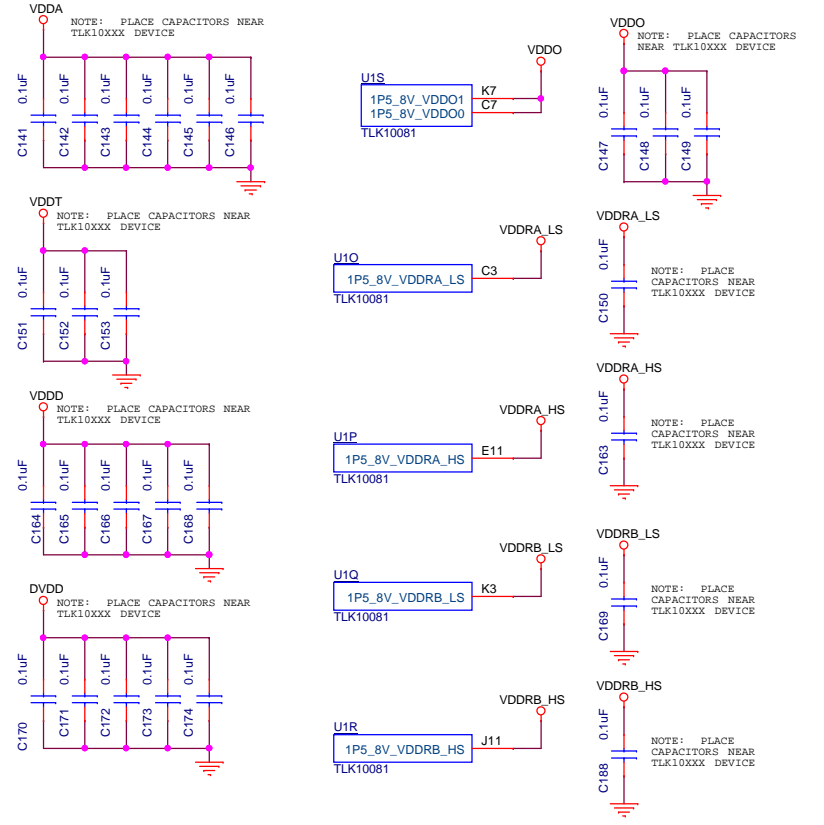 VDDA
NOTE: PLACE CAPACITORS NEAR
TLK10XXX DEVICE
0.1uF
0.1uF
0.1uF
0.1uF
0.1uF
0.1uF
C141
C142
C143
C144
C145
C146
VDDT
NOTE: PLACE CAPACITORS NEAR
TLK10XXX DEVICE
0.1uF
0.1uF
0.1uF
C151
C152
C153
VDDD
NOTE: PLACE CAPACITORS NEAR
TLK10XXX DEVICE
0.1uF
0.1uF
0.1uF
0.1uF
0.1uF
C164
C165
C166
C167
C168
DVDD
NOTE: PLACE CAPACITORS NEAR
TLK10XXX DEVICE
0.1uF
0.1uF
0.1uF
0.1uF
0.1uF
C170
C171
C172
C173
C174
VDDO
U1S
1P5_8V_VDDO1
K7
1P5_8V_VDDO0
C7
TLK10081
VDDRA_LS
U1O
1P5_8V_VDDRA_LS
C3
TLK10081
VDDRA_HS
U1P
1P5_8V_VDDRA_HS
E11
TLK10081
VDDRB_LS
U1Q
1P5_8V_VDDRB_LS
K3
TLK10081
VDDRB_HS
U1R
1P5_8V_VDDRB_HS
J11
TLK10081
VDDO
NOTE: PLACE CAPACITORS
NEAR TLK10XXX DEVICE
0.1uF
0.1uF
0.1uF
C147
C148
C149
VDDRA_LS
0.1uF
C150
NOTE: PLACE
CAPACITORS NEAR
TLK10XXX DEVICE
VDDRA_HS
0.1uF
C163
NOTE: PLACE
CAPACITORS NEAR
TLK10XXX DEVICE
VDDRB_LS
0.1uF
C169
NOTE: PLACE
CAPACITORS NEAR
TLK10XXX DEVICE
VDDRB_HS
0.1uF
C188
NOTE: PLACE
CAPACITORS NEAR
TLK10XXX DEVICE